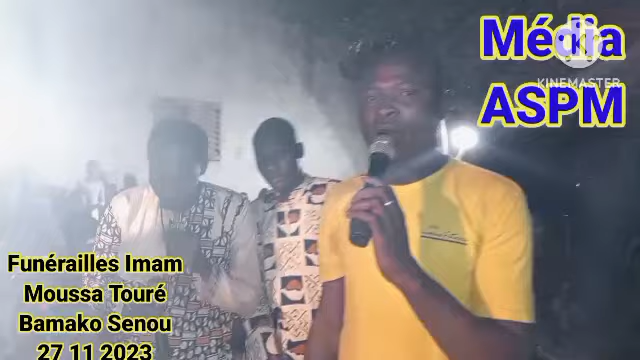 Média
KINEMASTER
ASPM
Funérailles Imam
Moussa Touré
Bamako Senou
27 11 2023